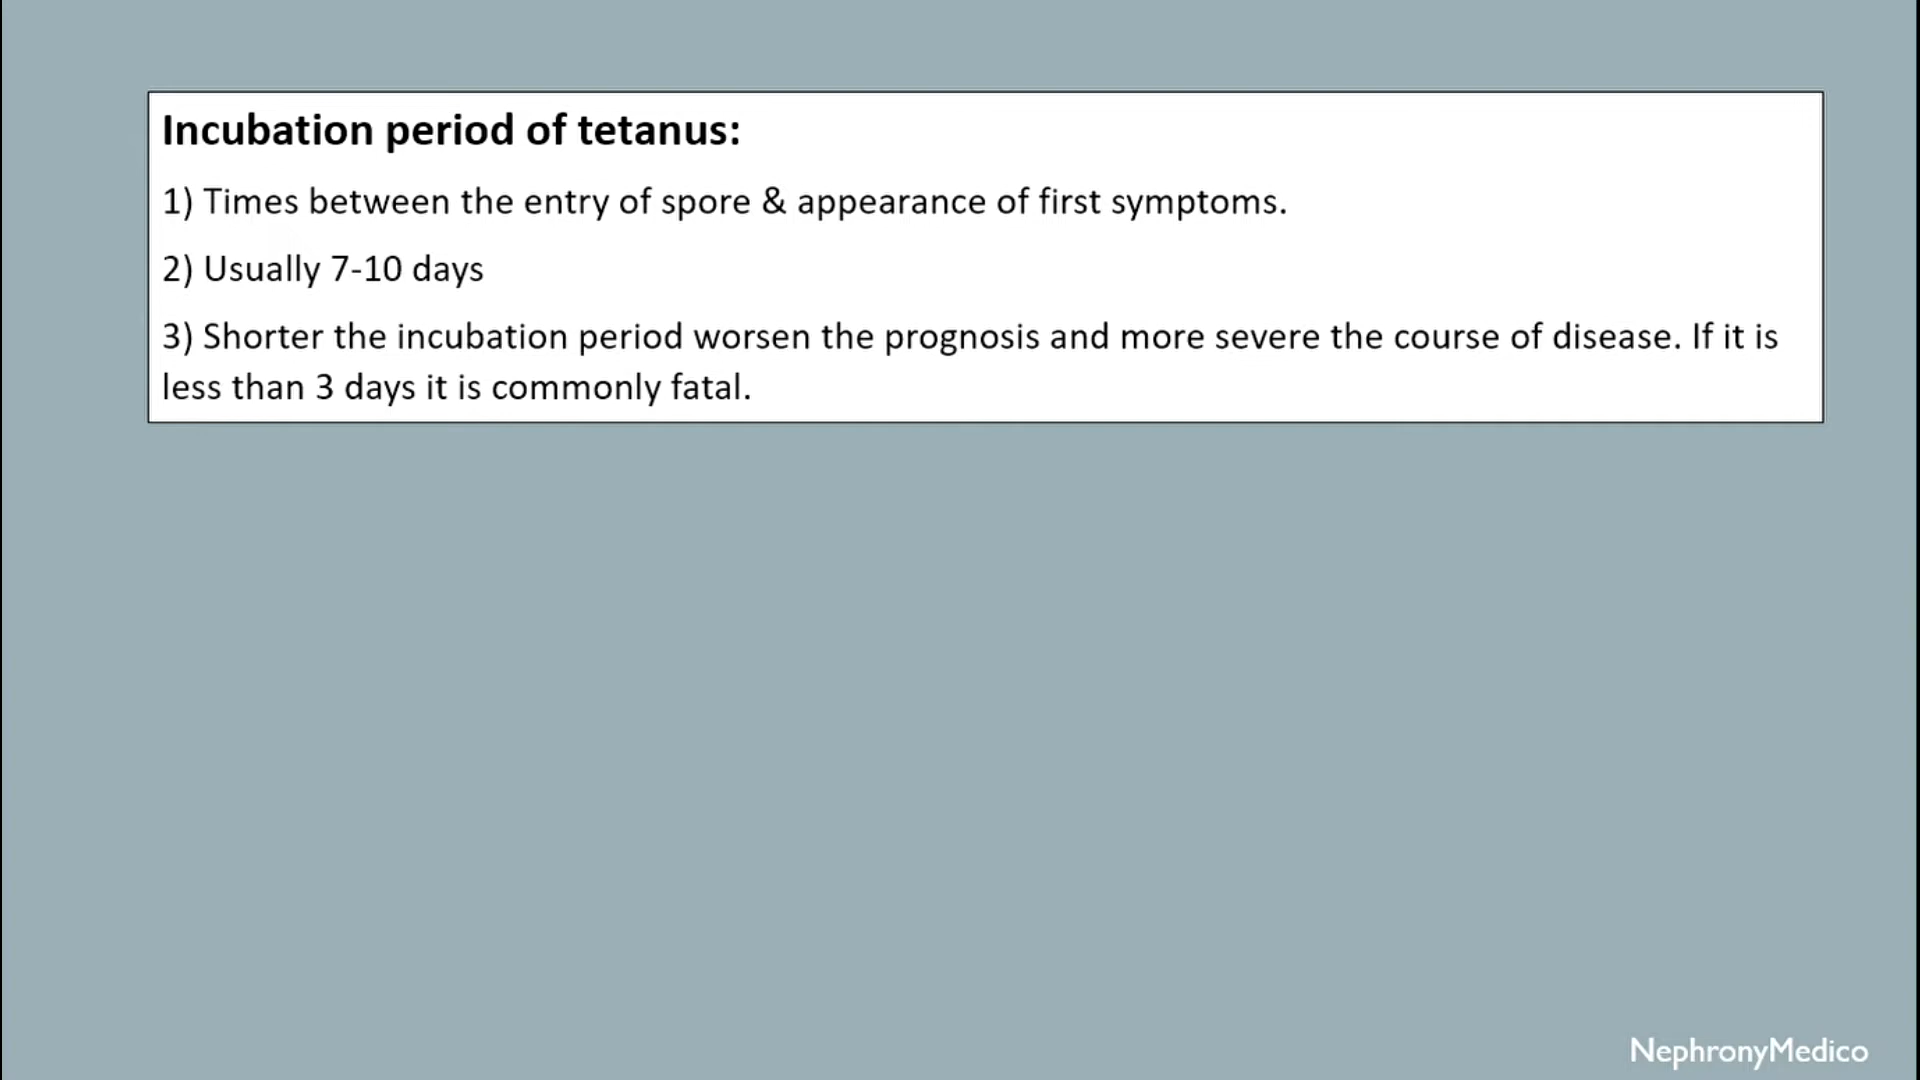 Incubation period of tetanus:
1) Times between the entry of spore & appearance of first symptoms.
2) Usually 7-10 days
3) Shorter the incubation period worsen the prognosis and more severe the course of disease. If it is
less than 3 days it is commonly fatal.
NephronyMedico